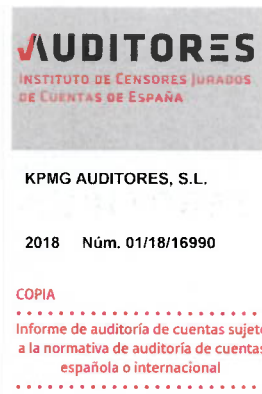 AUDITORES
INSTITUTO DE CENSORES JURADOS
DE CUENTAS DE ESPAÑA
KPMG AUDITORES, S.L.
2018 Núm. 01/18/16990
COPIA
Informe de auditoría de cuentas sujeto
a la normativa de auditoría de cuentas
española o internacional